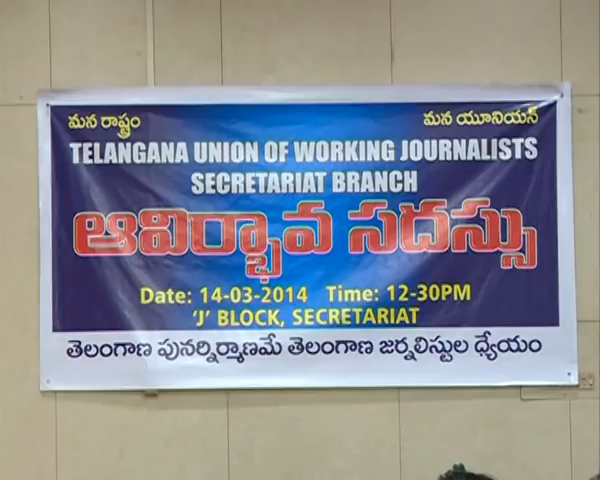 మన రాష్ట్రం మన యూనియన్
TELANGANA UNION OF WORKING JOURNALISTS
SECRETARIAT BRANCH
ఆవిర్భావ సదస్సు
Date: 14-03-2014 Time: 12-30PM
'J' BLOCK, SECRETARIAT
తెలంగాణ పునర్నిర్మాణమే తెలంగాణ జర్నలిస్టుల ధ్యేయం